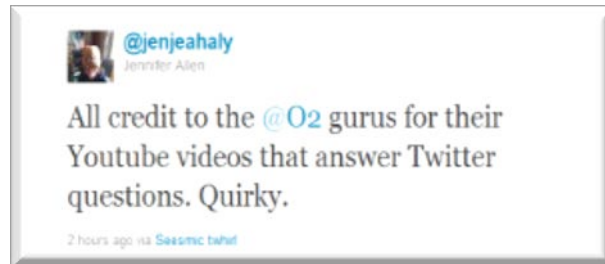 @jenjeahaly
Jennifer Allen
All credit to the @O2 gurus for their
Youtube videos that answer Twitter
questions. Quirky.
2 hours ago via Seesmic twhirl